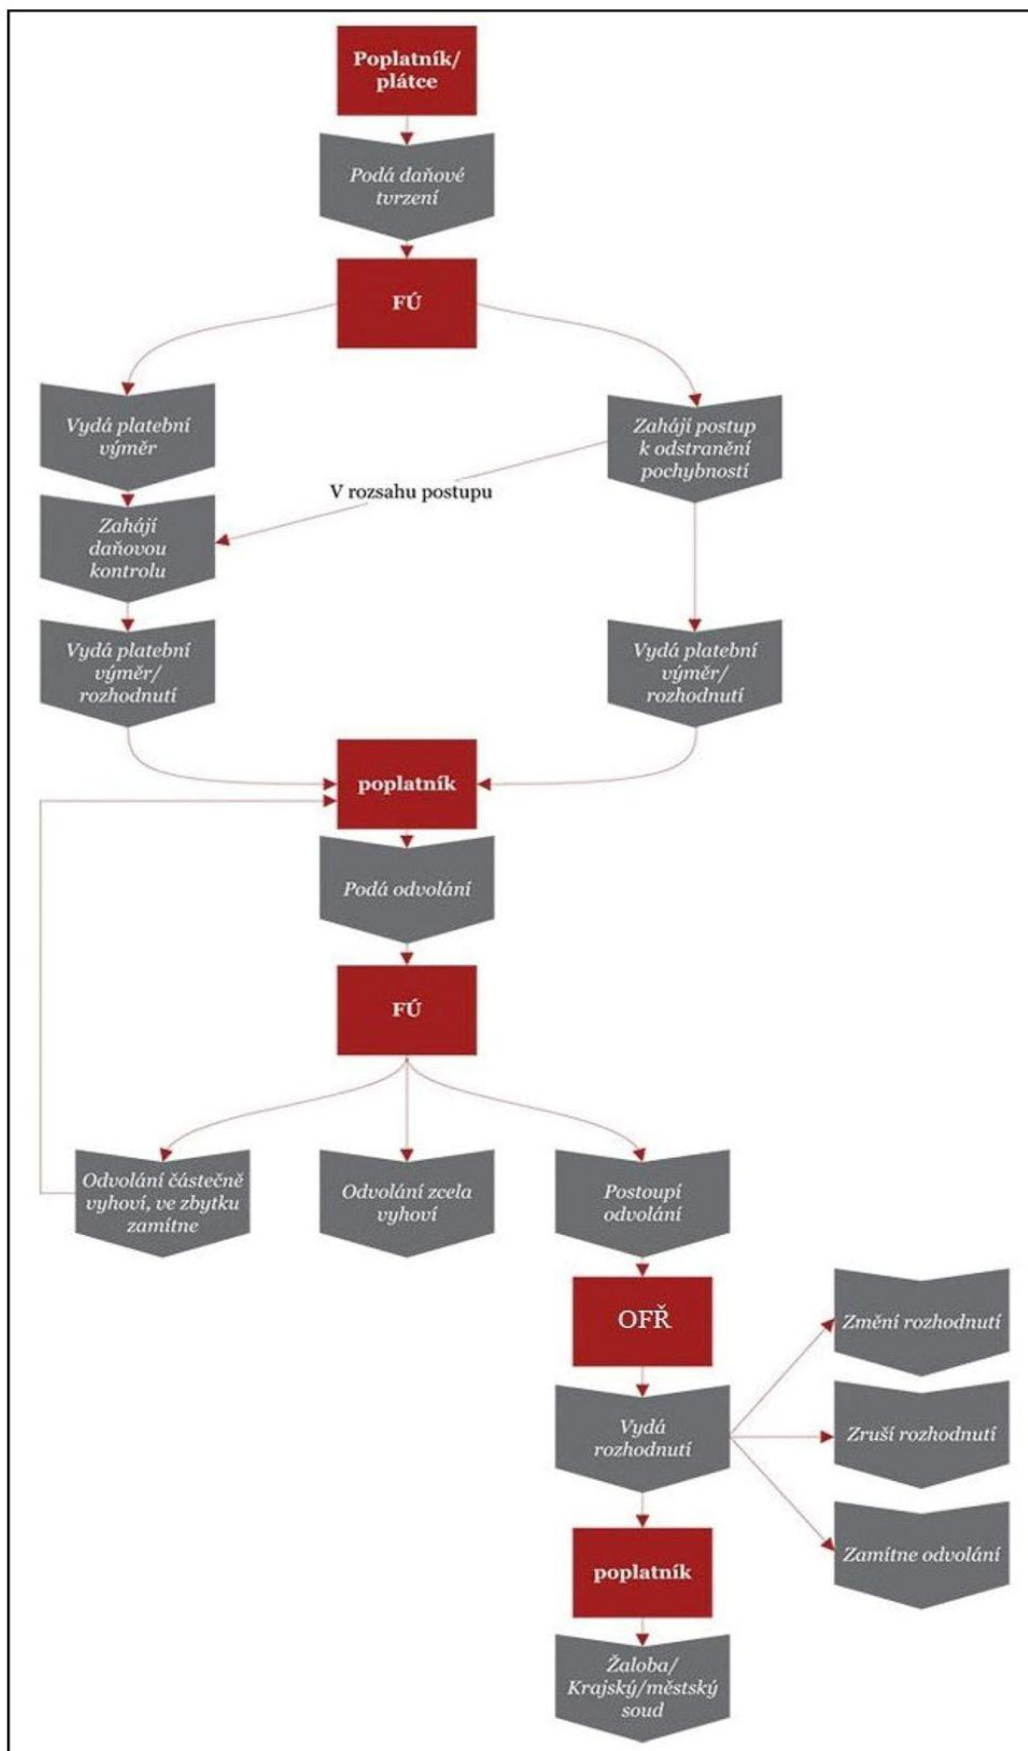 Poplatník/
plátce
Podá daňové
tvrzení
FÚ
Vydá platební
výměr
Zahájí postup
k odstranění
pochybností
V rozsahu postupu
Zahájí
daňovou
kontrolu
Vydá platební
výměr/
rozhodnutí
Vydá platební
výměr/
rozhodnutí
poplatník
Podá odvolání
FÚ
Odvolání částečně
vyhoví, ve zbytku
zamítne
Odvolání zcela
vyhoví
Postoupí
odvolání
OFŘ
Změní rozhodnutí
Vydá
rozhodnutí
Zruší rozhodnutí
Zamítne odvolání
poplatník
Žaloba/
Krajský/městský
soud